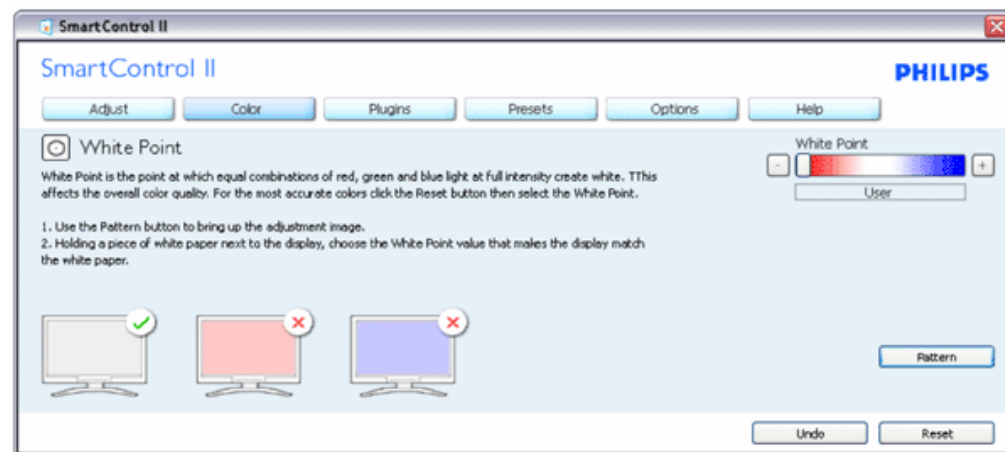 SmartControl II
SmartControl II
PHILIPS
Adjust Color Plugins Presets Options Help
White Point
White Point is the point at which equal combinations of red, green and blue light at full intensity create white. TThis
affects the overall color quality. For the most accurate colors click the Reset button then select the White Point.
1. Use the Pattern button to bring up the adjustment image.
2. Holding a piece of white paper next to the display, choose the White Point value that makes the display match
the white paper.
White Point
- +
User
Pattern
Undo Reset